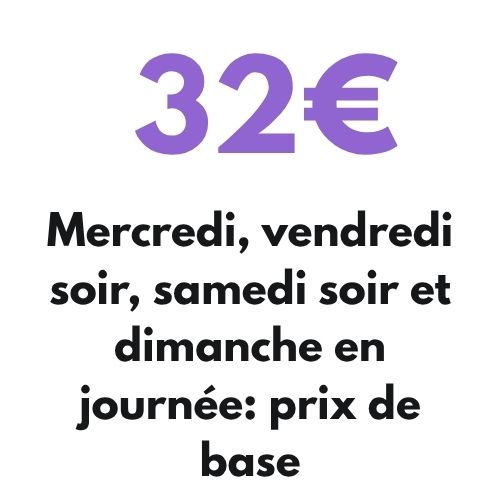 32€
Mercredi, vendredi
soir, samedi soir et
dimanche en
journée: prix de
base